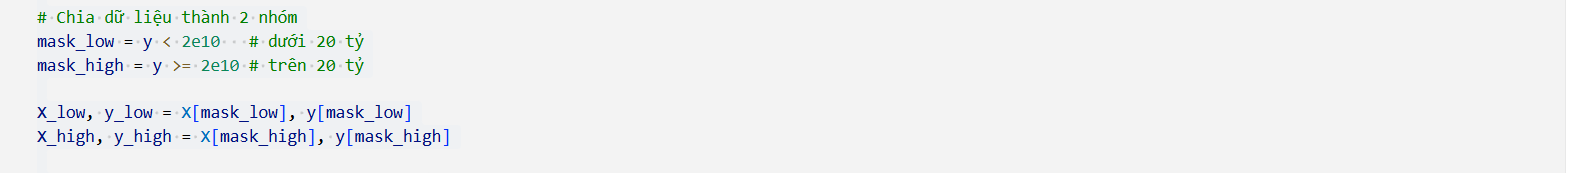 # Chia dữ liệu thành 2 nhóm
mask_low = y < 2e10   # dưới 20 tỷ
mask_high = y >= 2e10 # trên 20 tỷ
X_low, y_low = X[mask_low], y[mask_low]
X_high, y_high = X[mask_high], y[mask_high]